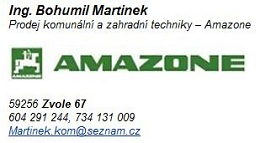 Ing. Bohumil Martinek
Prodej komunální a zahradní techniky – Amazone
AMAZONE
59256 Zvole 67
604 291 244, 734 131 009
Martinek.kom@seznam.cz